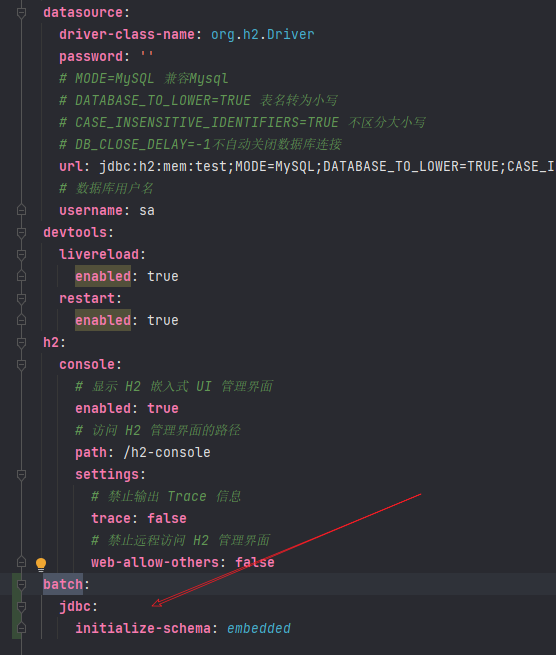 datasource:
driver-class-name: org.h2.Driver
password: ''
# MODE=MySQL 兼容Mysql
# DATABASE_TO_LOWER=TRUE 表名转为小写
# CASE_INSENSITIVE_IDENTIFIERS=TRUE 不区分大小写
# DB_CLOSE_DELAY=-1不自动关闭数据库连接
url: jdbc:h2:mem:test;MODE=MySQL;DATABASE_TO_LOWER=TRUE;CASE_I
# 数据库用户名
username: sa
devtools:
livereload:
enabled: true
restart:
enabled: true
h2:
console:
# 显示 H2 嵌入式 UI 管理界面
enabled: true
# 访问 H2 管理界面的路径
path: /h2-console
settings:
# 禁止输出 Trace 信息
trace: false
# 禁止远程访问 H2 管理界面
web-allow-others: false
batch:
jdbc:
initialize-schema: embedded